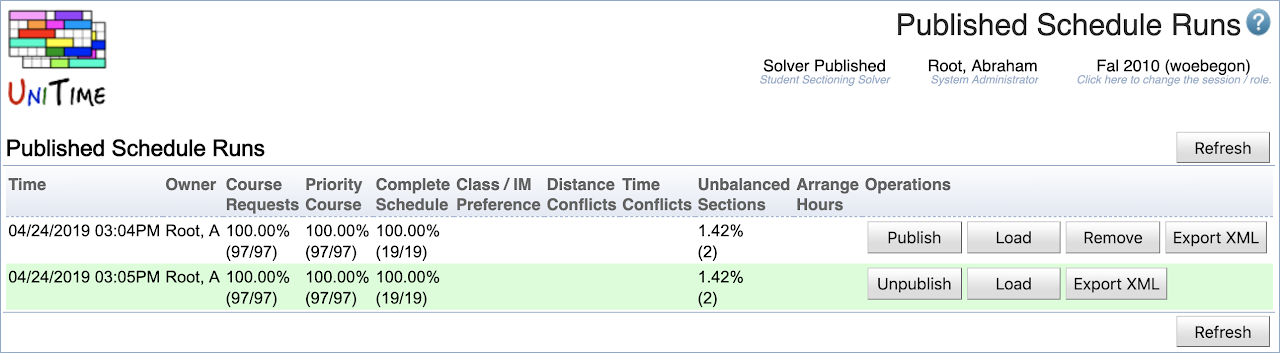 UniTime
Published Schedule Runs ?
Solver Published Root, Abraham Fal 2010 (woebegon)
Student Sectioning Solver System Administrator Click here to change the session / role.
Published Schedule Runs Refresh
Time Owner Course Priority Complete Class / IM Distance Time Unbalanced Arrange Operations
Requests Course Schedule Preference Conflicts Conflicts Sections Hours
04/24/2019 03:04PM Root, A 100.00% 100.00% 100.00% 1.42% Publish Load Remove Export XML
(97/97) (97/97) (19/19) (2)
04/24/2019 03:05PM Root, A 100.00% 100.00% 100.00% 1.42% Unpublish Load Export XML
(97/97) (97/97) (19/19) (2)
Refresh